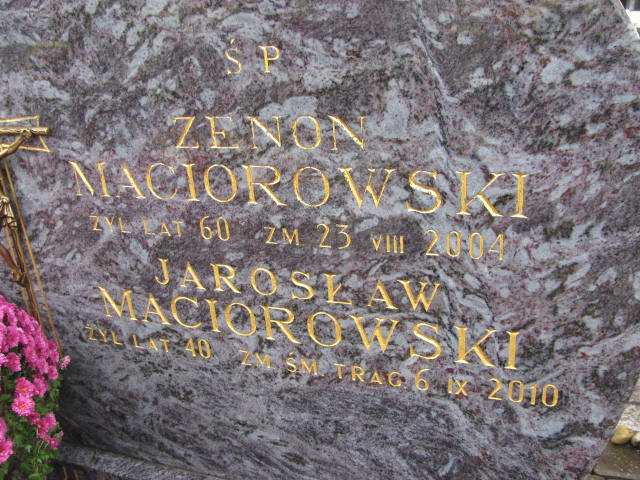 Ś P
ZENON
MACIOROWSKI
ŻYŁ LAT 60 ZM 23 VIII 2004
JAROSŁAW
MACIOROWSKI
ŻYŁ LAT 40 ZM ŚM. TRAG. 6 IX 2010